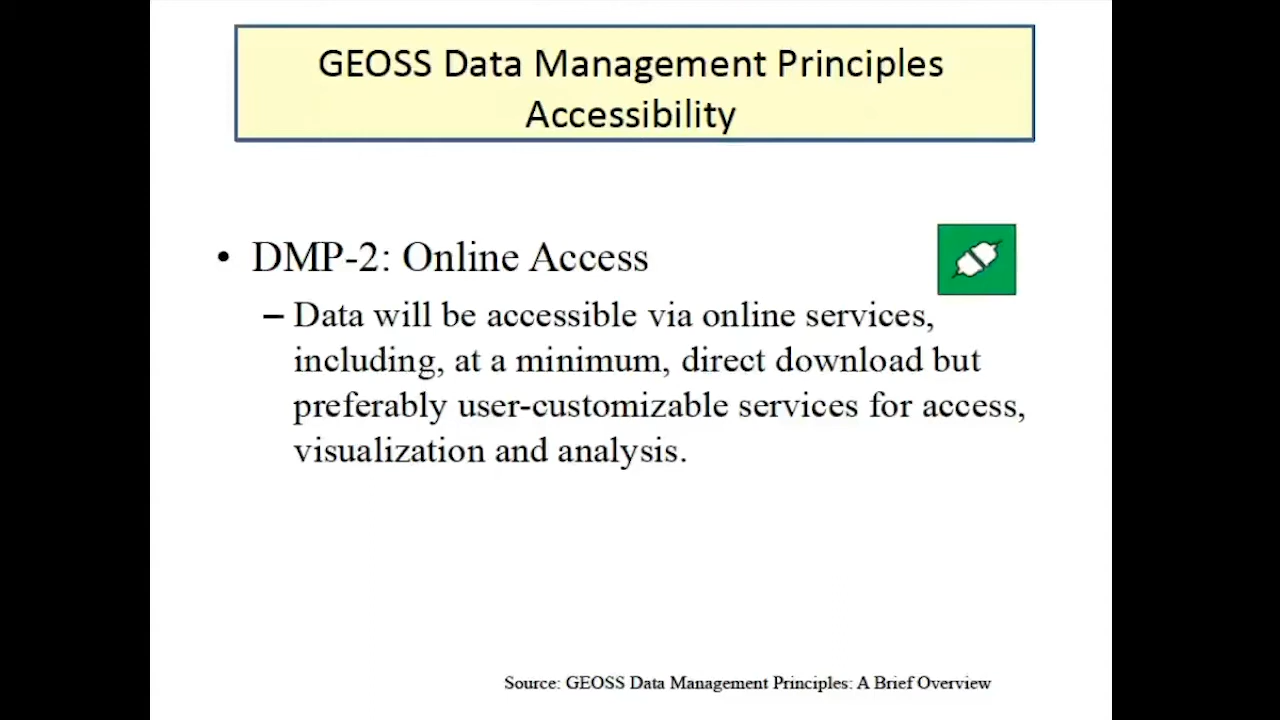 GEOSS Data Management Principles
Accessibility
• DMP-2: Online Access
– Data will be accessible via online services,
including, at a minimum, direct download but
preferably user-customizable services for access,
visualization and analysis.
Source: GEOSS Data Management Principles: A Brief Overview